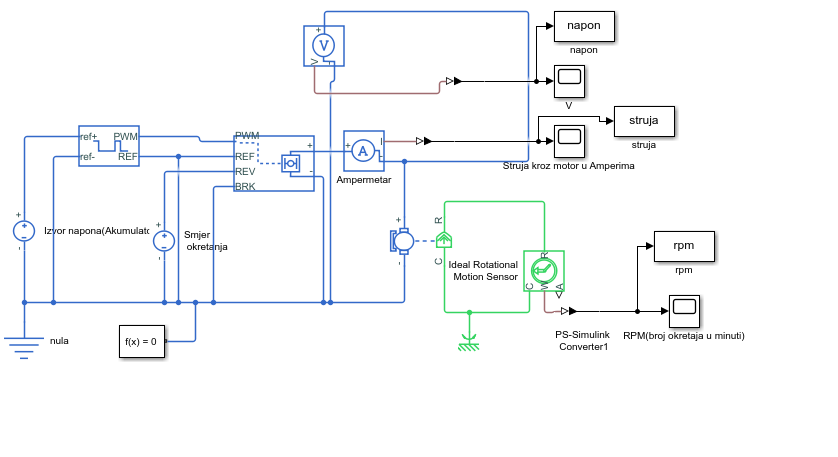 napon
napon
+
V
V
-
V
struja
struja
PWM
ref+
PWM
ref-
REF
REF
REV
BRK
+
-
+
A
I
-
Ampermetar
Struja kroz motor u Amperima
+
-
Izvor napona(Akumulato
+
-
Smjer
okretanja
+
-
R
C
Ideal Rotational
Motion Sensor
R
C
W
A
rpm
rpm
nula
f(x) = 0
PS-Simulink
Converter1
RPM(broj okretaja u minuti)